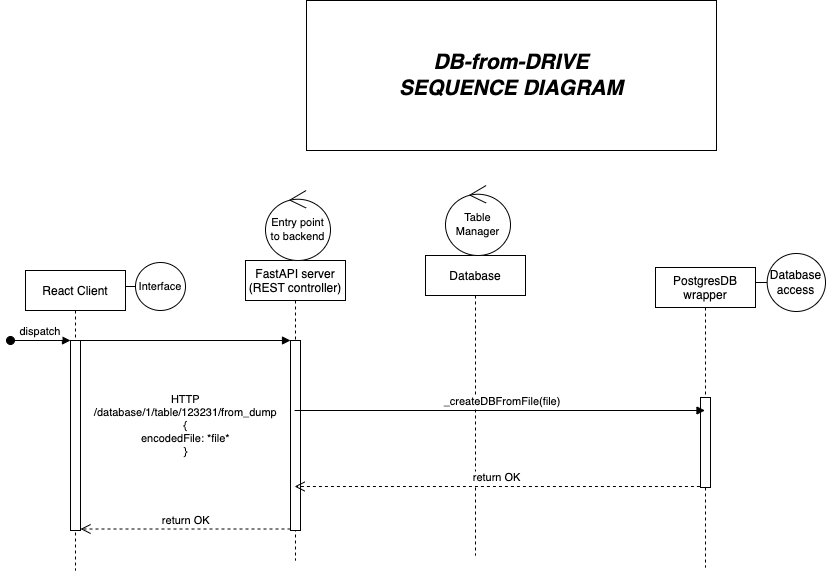 DB-from-DRIVE
SEQUENCE DIAGRAM
Entry point
to backend
Table
Manager
FastAPI server
(REST controller)
Database
React Client
Interface
PostgresDB
wrapper
Database
access
dispatch
HTTP
/database/1/table/123231/from_dump
{
encodedFile: *file*
}
_createDBFromFile(file)
return OK
return OK